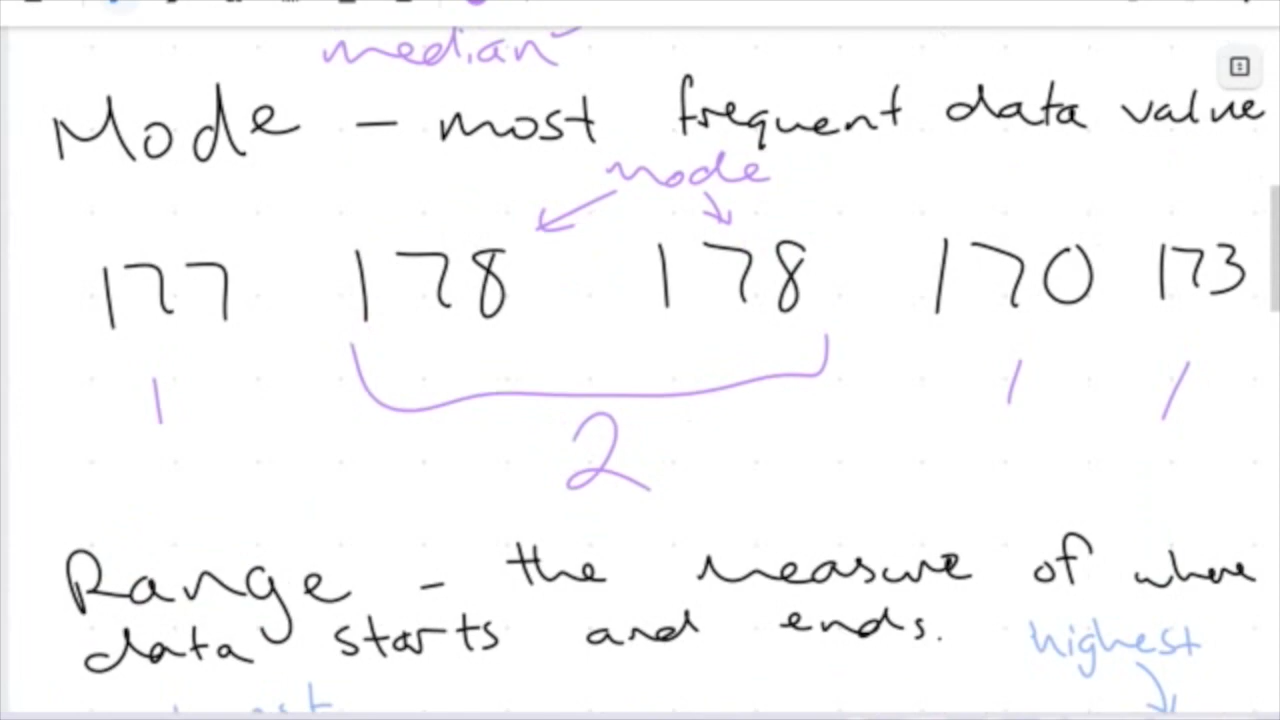 median
Mode - most frequent data value
mode
177 178 178 170 173
1 2 1 1
Range - the measure of where
data starts and ends.
highest